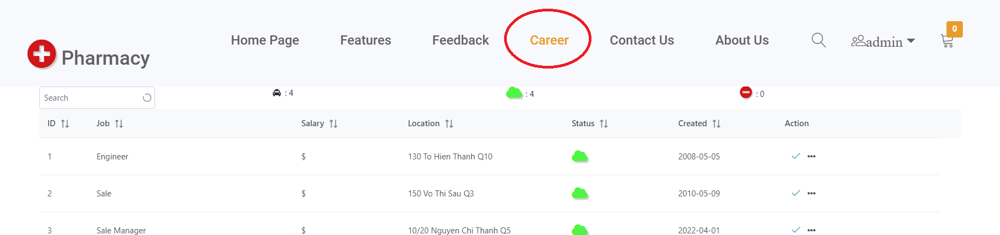 Pharmacy
Home Page Features Feedback Career Contact Us About Us admin 0
Search : 4 : 4 : 0
ID Job Salary Location Status Created Action
1 Engineer $ 130 To Hien Thanh Q10 2008-05-05
2 Sale $ 150 Vo Thi Sau Q3 2010-05-09
3 Sale Manager $ 10/20 Nguyen Chi Thanh Q5 2022-04-01